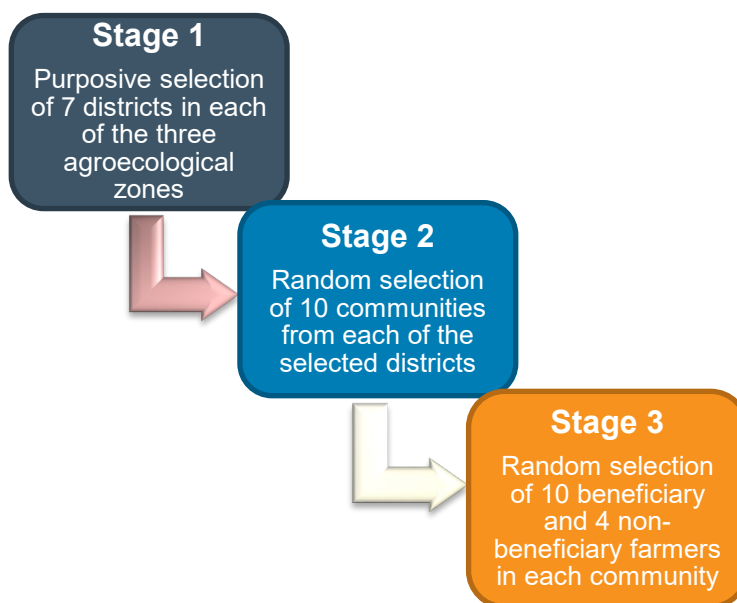 Stage 1
Purposive selection
of 7 districts in each
of the three
agroecological
zones
Stage 2
Random selection
of 10 communities
from each of the
selected districts
Stage 3
Random selection
of 10 beneficiary
and 4 non-
beneficiary farmers
in each community